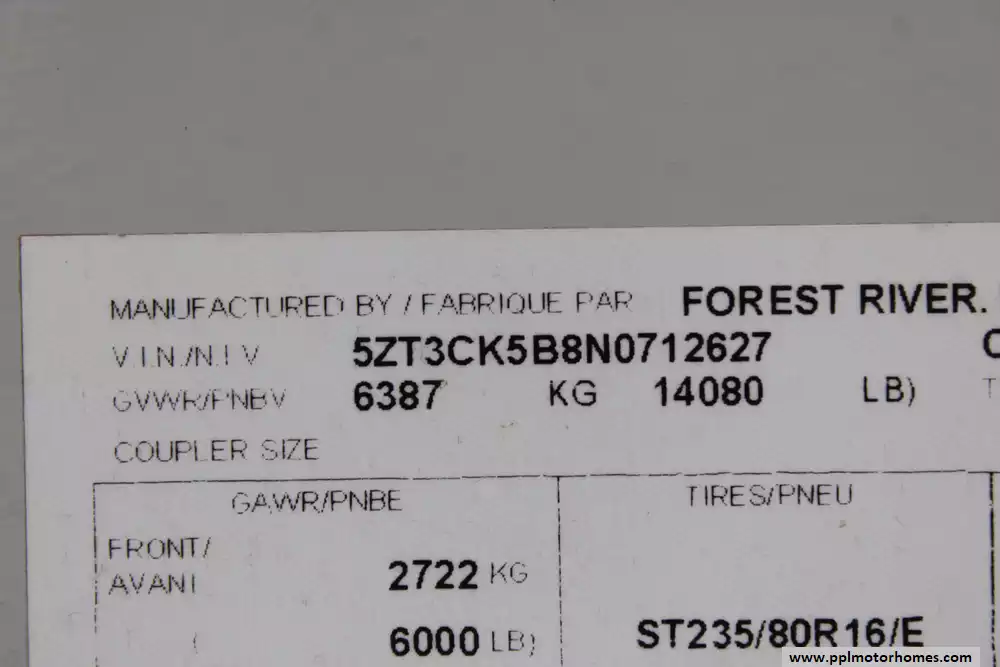 MANUFACTURED BY / FABRIQUE PAR FOREST RIVER.
V.I.N./N.I.V 5ZT3CK5B8N0712627
GVWR/PNBV 6387 KG 14080 LB)
COUPLER SIZE
GAWR/PNBE TIRES/PNEU
FRONT/
AVANT 2722 KG
( 6000 LB) ST235/80R16/E
www.pplmotorhomes.com